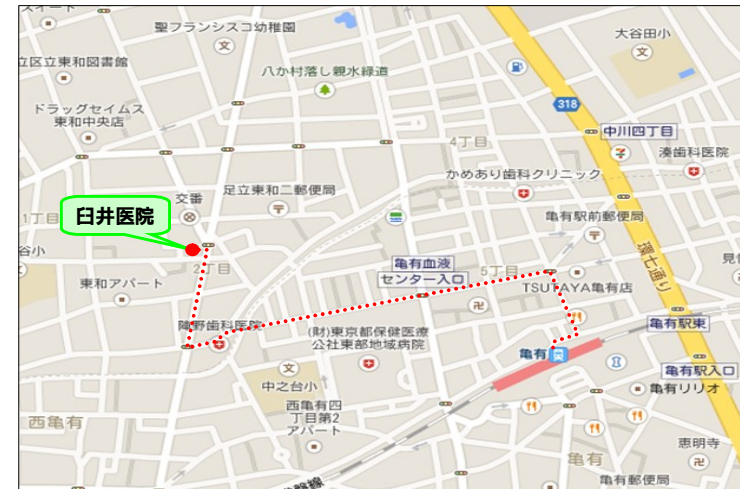 聖フランシスコ幼稚園
大谷田小
立区立東和図書館
八か村落し親水緑道
318
ドラッグセイムス
東和中央店
中川四丁目
4丁目
湊歯科医院
かめあり歯科クリニック
交番
足立東和二郵便局
臼井医院
1丁目
亀有駅前郵便局
環七通り
谷小
2丁目
亀有血液
センター入口
5丁目
東和アパート
TSUTAYA亀有店
陣野歯科医院
(財)東京都保健医療
公社東部地域病院
亀有駅東
亀有
中之台小
亀有駅入口
亀有リリオ
西亀有四
丁目第2
アパート
西亀有
恵明寺
亀有
亀有郵便局